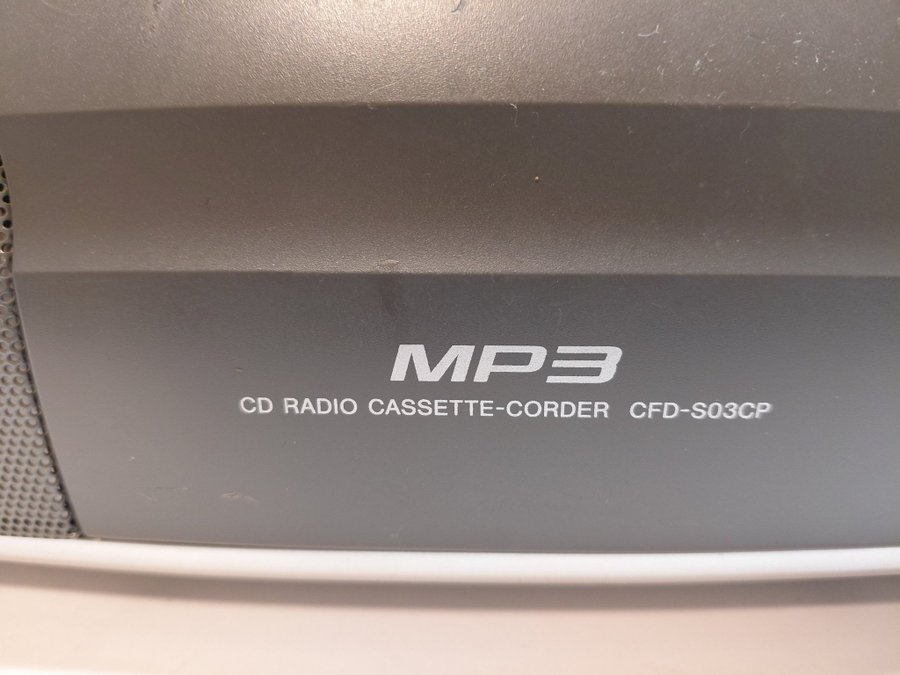 MP3
CD RADIO CASSETTE-CORDER CFD-S03CP